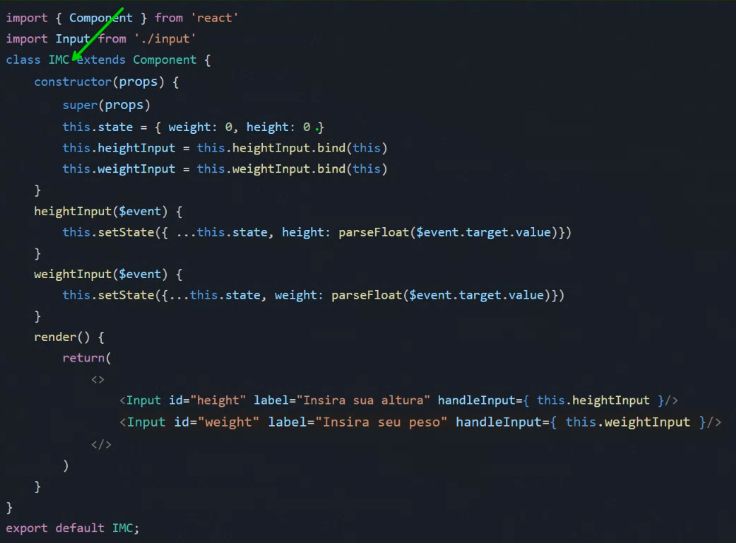 import { Component } from 'react'
import Input from './input'
class IMC extends Component {
constructor(props) {
super(props)
this.state = { weight: 0, height: 0 }
this.heightInput = this.heightInput.bind(this)
this.weightInput = this.weightInput.bind(this)
}
heightInput($event) {
this.setState({ ...this.state, height: parseFloat($event.target.value)})
}
weightInput($event) {
this.setState({...this.state, weight: parseFloat($event.target.value)})
}
render() {
return(
<>
<Input id="height" label="Insira sua altura" handleInput={ this.heightInput }/>
<Input id="weight" label="Insira seu peso" handleInput={ this.weightInput }/>
</>
)
}
}
export default IMC;